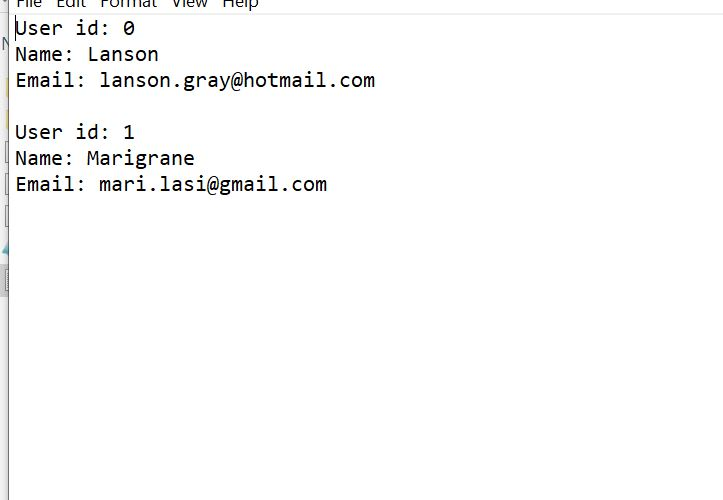 File Edit Format View Help
User id: 0
Name: Lanson
Email: lanson.gray@hotmail.com
User id: 1
Name: Marigrane
Email: mari.lasi@gmail.com